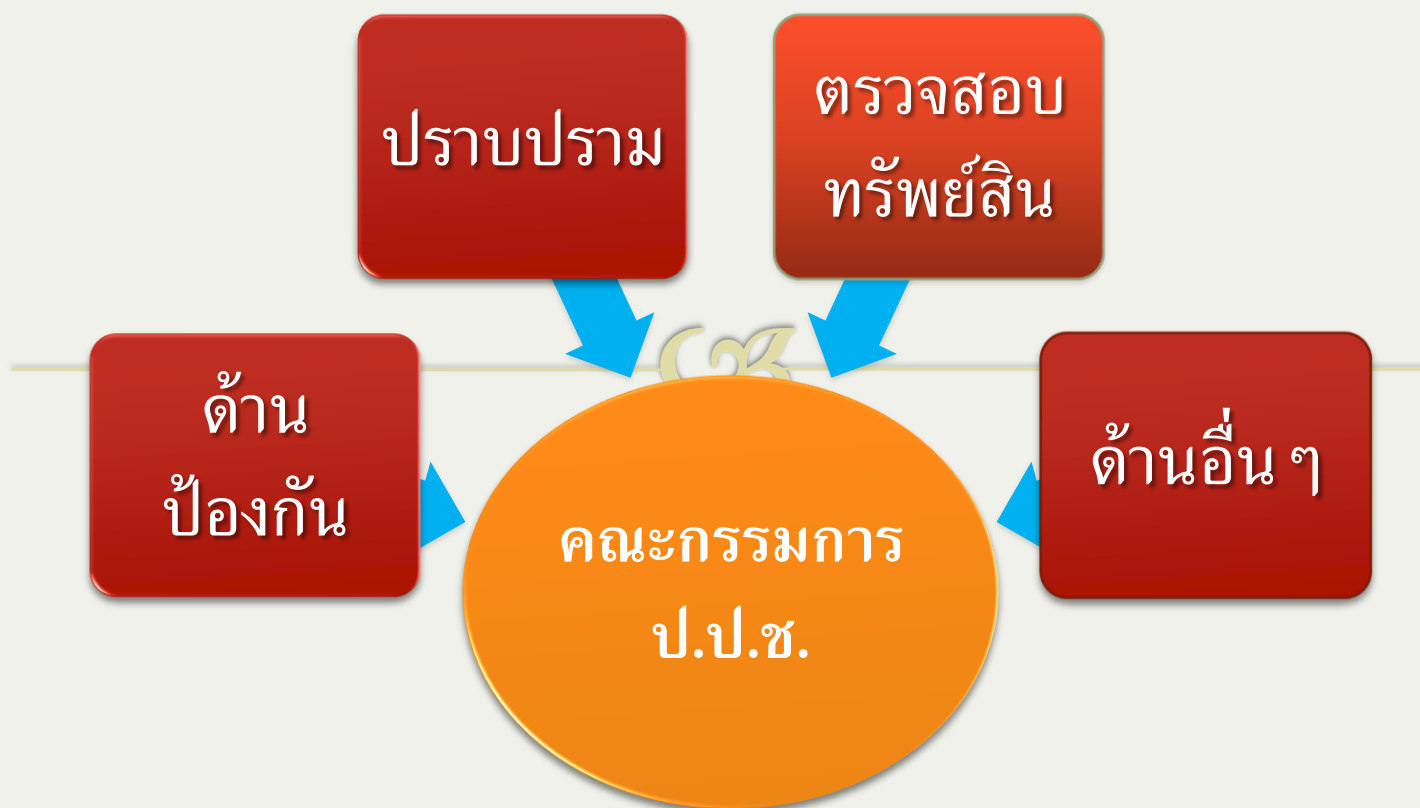 ปราบปราม
ตรวจสอบ
ทรัพย์สิน
ด้าน
ป้องกัน
ด้านอื่น ๆ
คณะกรรมการ
ป.ป.ช.